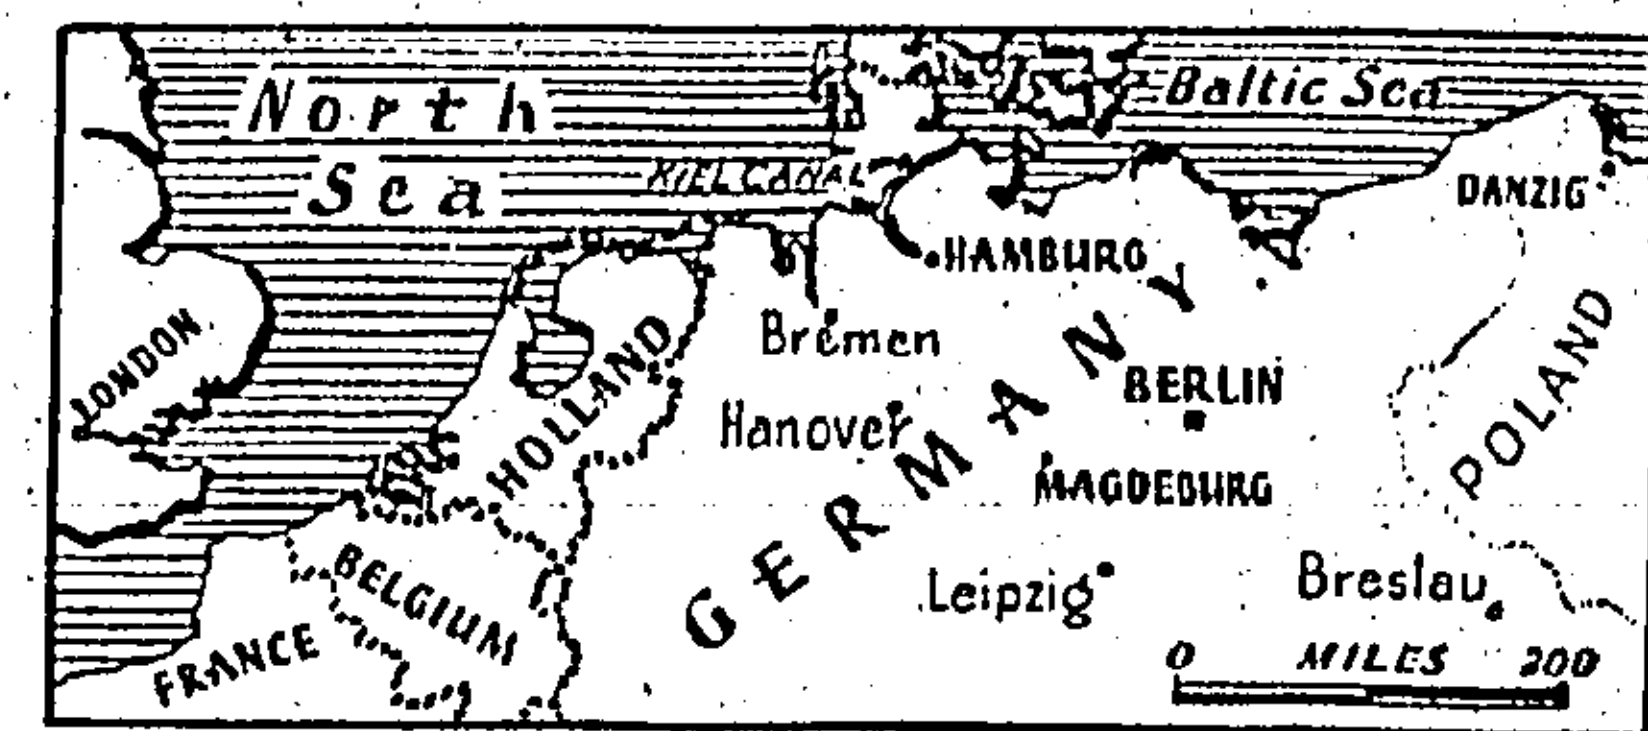 North
Sea
Baltic Sea
KIEL CANAL
DANZIG
HAMBURG
LONDON
Bremen
HOLLAND
BERLIN
POLAND
Hanover
GERMANY
MAGDEBURG
BELGIUM
Leipzig
Breslau
FRANCE
0 MILES 200